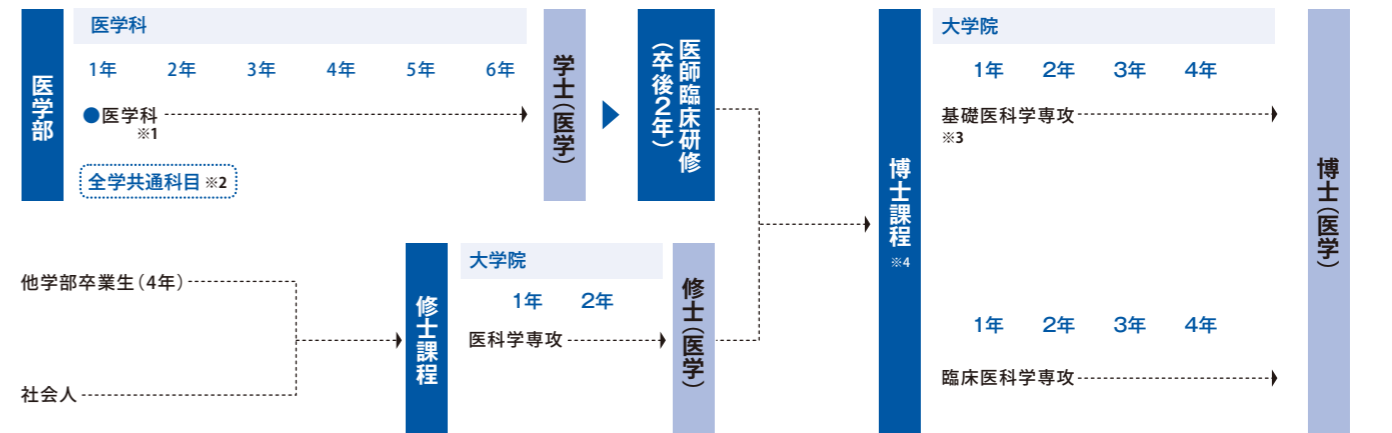 医学部
医学科
1年 2年 3年 4年 5年 6年
●医学科
※1
全学共通科目 ※2
学士(医学)
医師臨床研修
(卒後2年)
他学部卒業生(4年)
社会人
修士課程
大学院
1年 2年
医科学専攻
修士(医学)
博士課程
※4
大学院
1年 2年 3年 4年
基礎医科学専攻
※3
1年 2年 3年 4年
臨床医科学専攻
博士(医学)